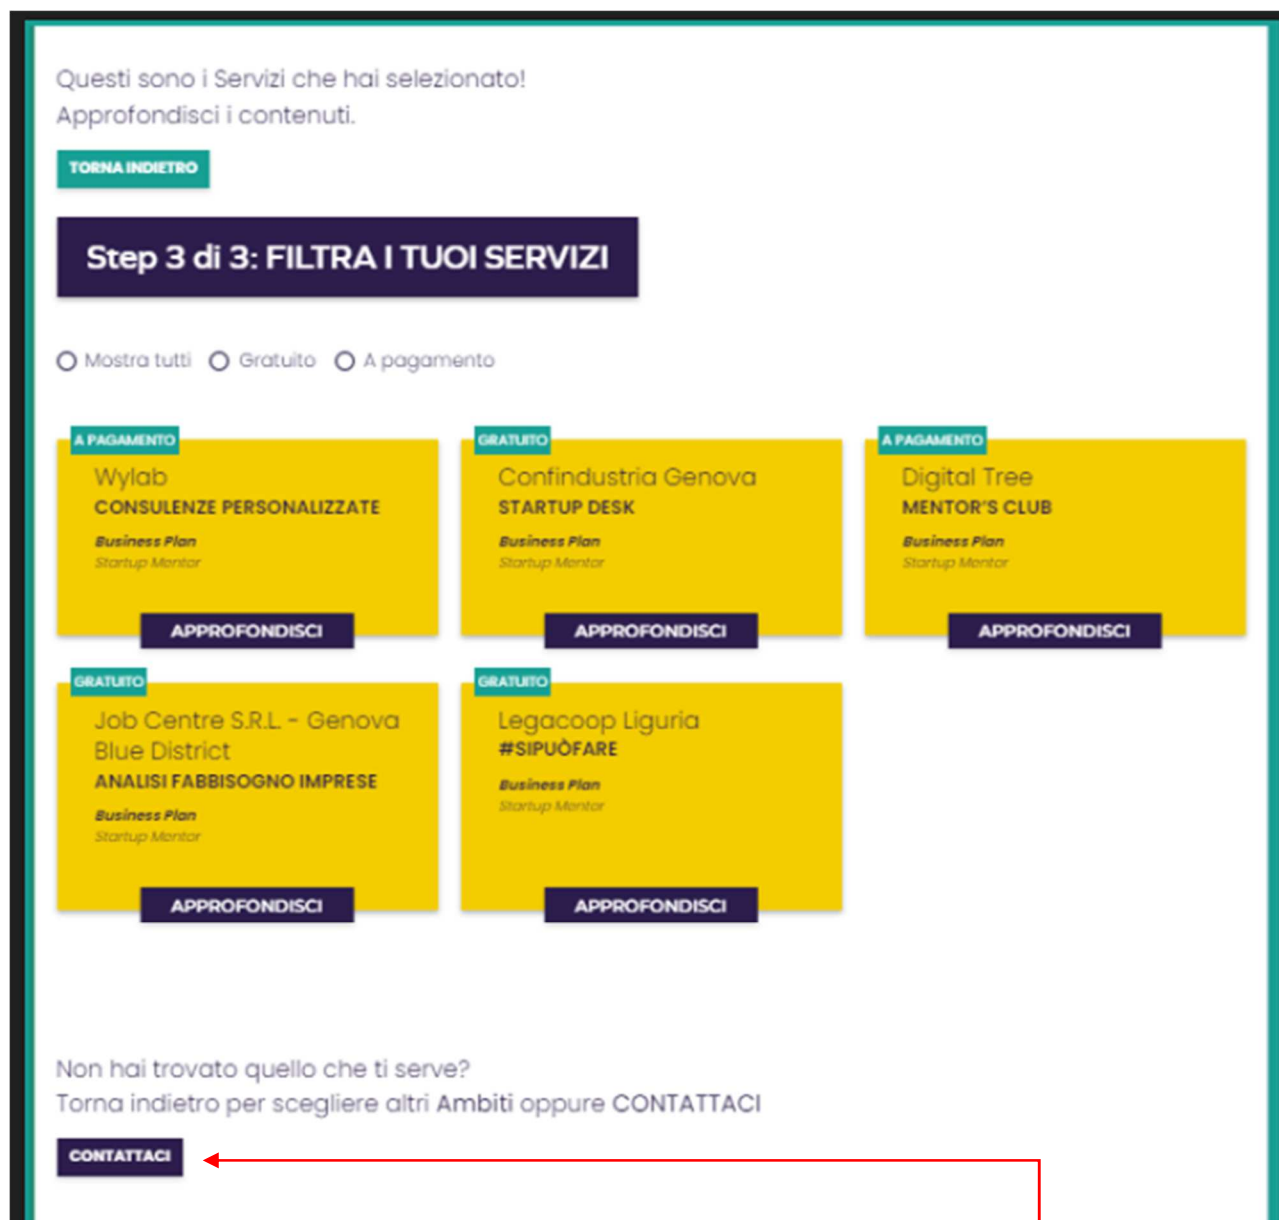 Questi sono i Servizi che hai selezionato!
Approfondisci i contenuti.
TORNA INDIETRO
Step 3 di 3: FILTRA I TUOI SERVIZI
Mostra tutti Gratuito A pagamento
A PAGAMENTO
Wylab
CONSULENZE PERSONALIZZATE
Business Plan
Startup Mentor
APPROFONDISCI
GRATUITO
Confindustria Genova
STARTUP DESK
Business Plan
Startup Mentor
APPROFONDISCI
A PAGAMENTO
Digital Tree
MENTOR'S CLUB
Business Plan
Startup Mentor
APPROFONDISCI
GRATUITO
Job Centre S.R.L. - Genova
Blue District
ANALISI FABBISOGNO IMPRESE
Business Plan
Startup Mentor
APPROFONDISCI
GRATUITO
Legacoop Liguria
#SIPUÒFARE
Business Plan
Startup Mentor
APPROFONDISCI
Non hai trovato quello che ti serve?
Torna indietro per scegliere altri Ambiti oppure CONTATTACI
CONTATTACI